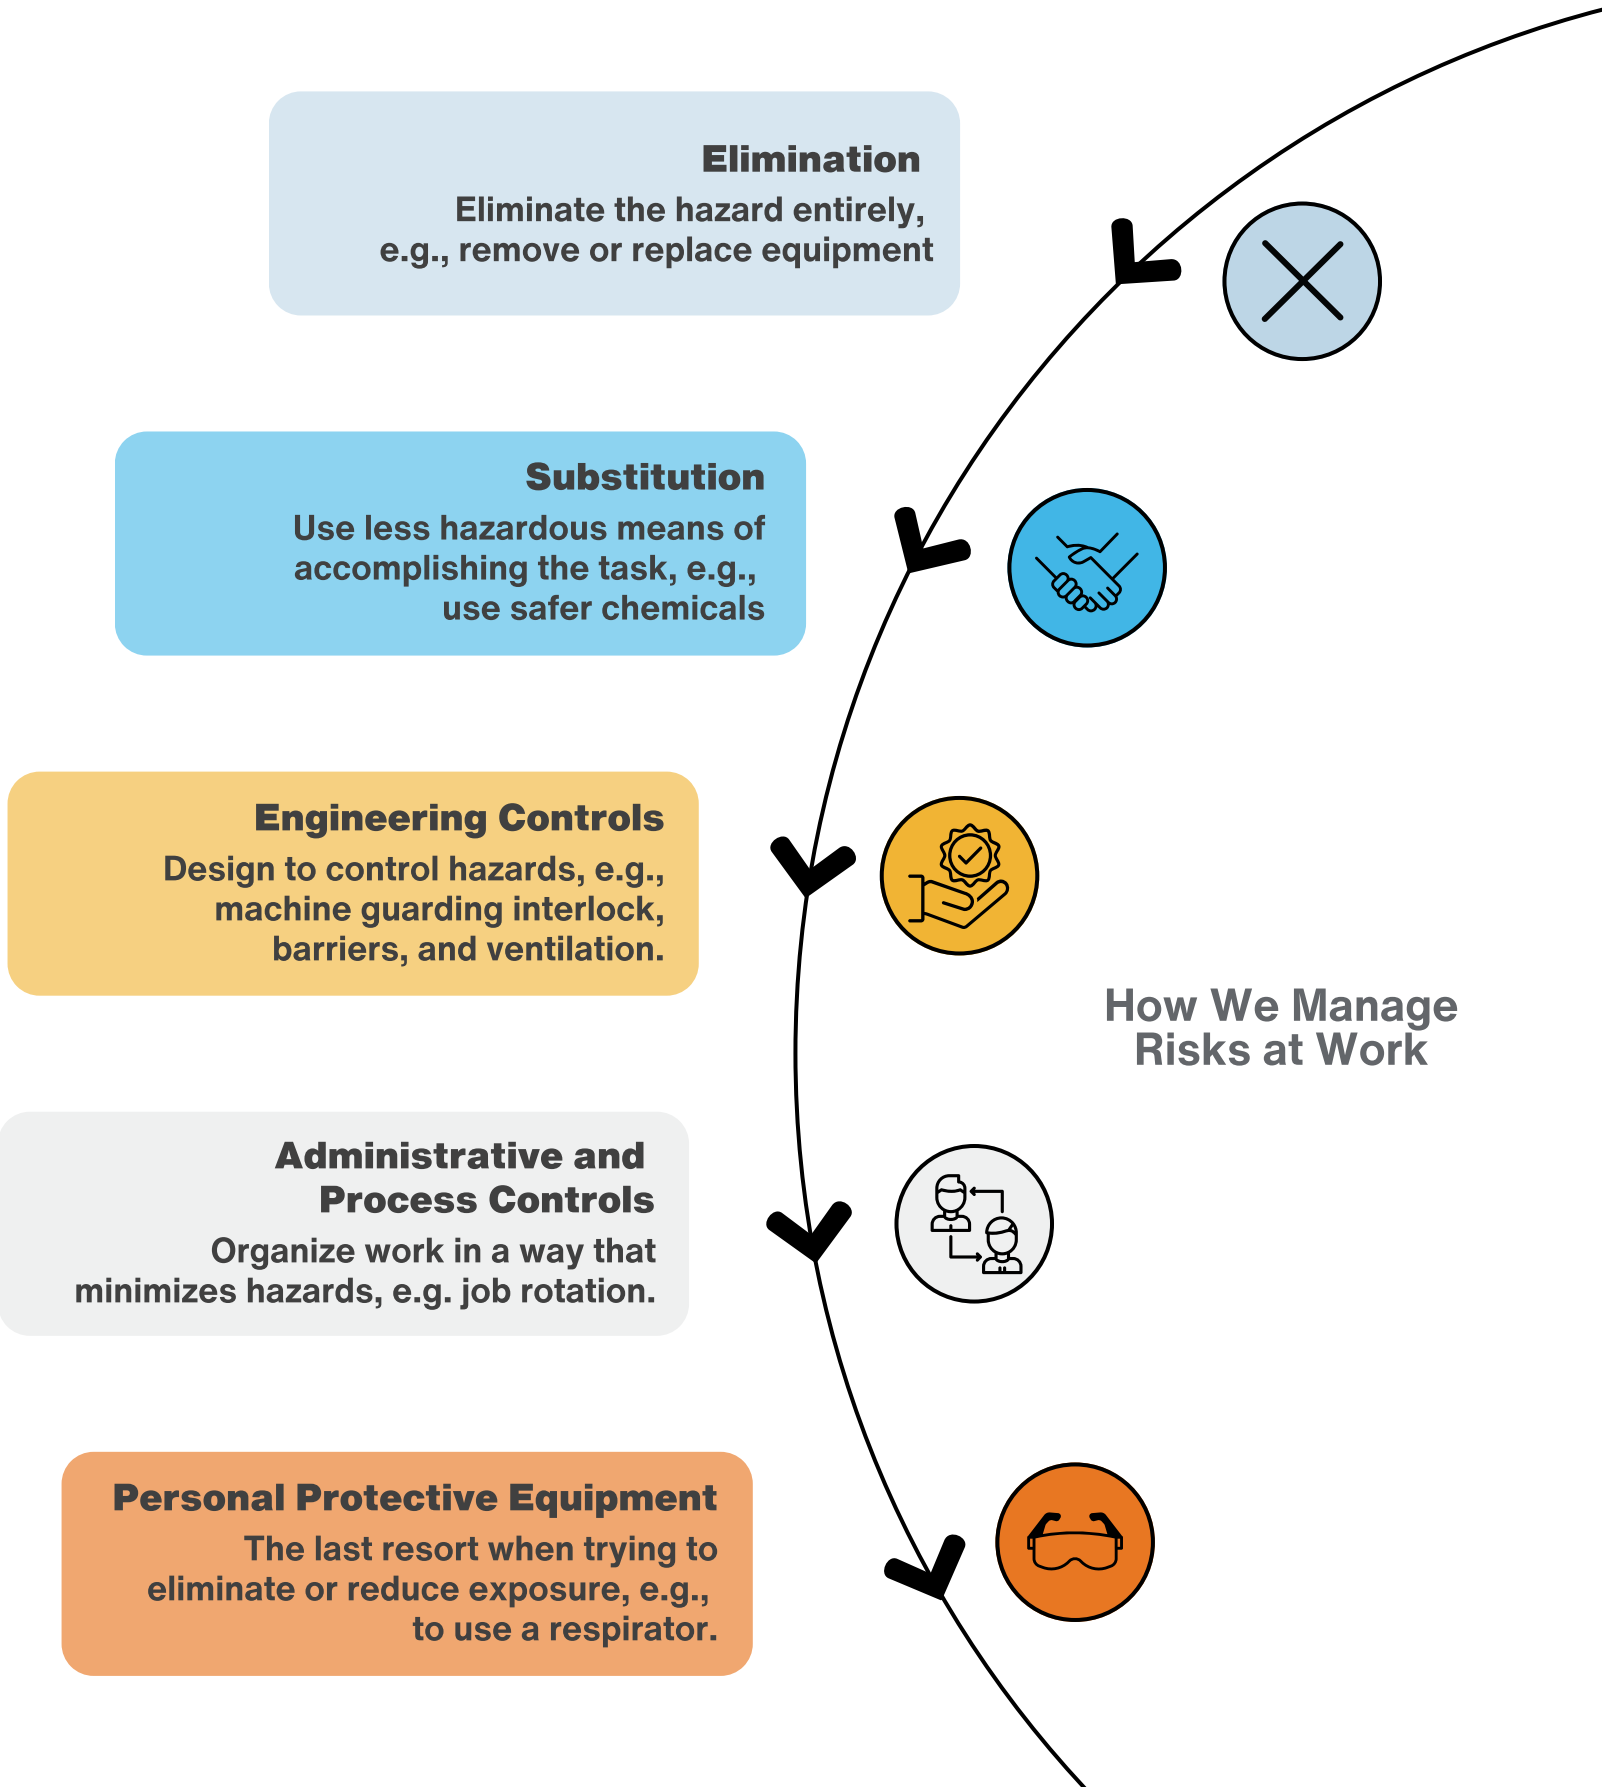 Elimination
Eliminate the hazard entirely,
e.g., remove or replace equipment
Substitution
Use less hazardous means of
accomplishing the task, e.g.,
use safer chemicals
Engineering Controls
Design to control hazards, e.g.,
machine guarding interlock,
barriers, and ventilation.
How We Manage
Risks at Work
Administrative and
Process Controls
Organize work in a way that
minimizes hazards, e.g. job rotation.
Personal Protective Equipment
The last resort when trying to
eliminate or reduce exposure, e.g.,
to use a respirator.